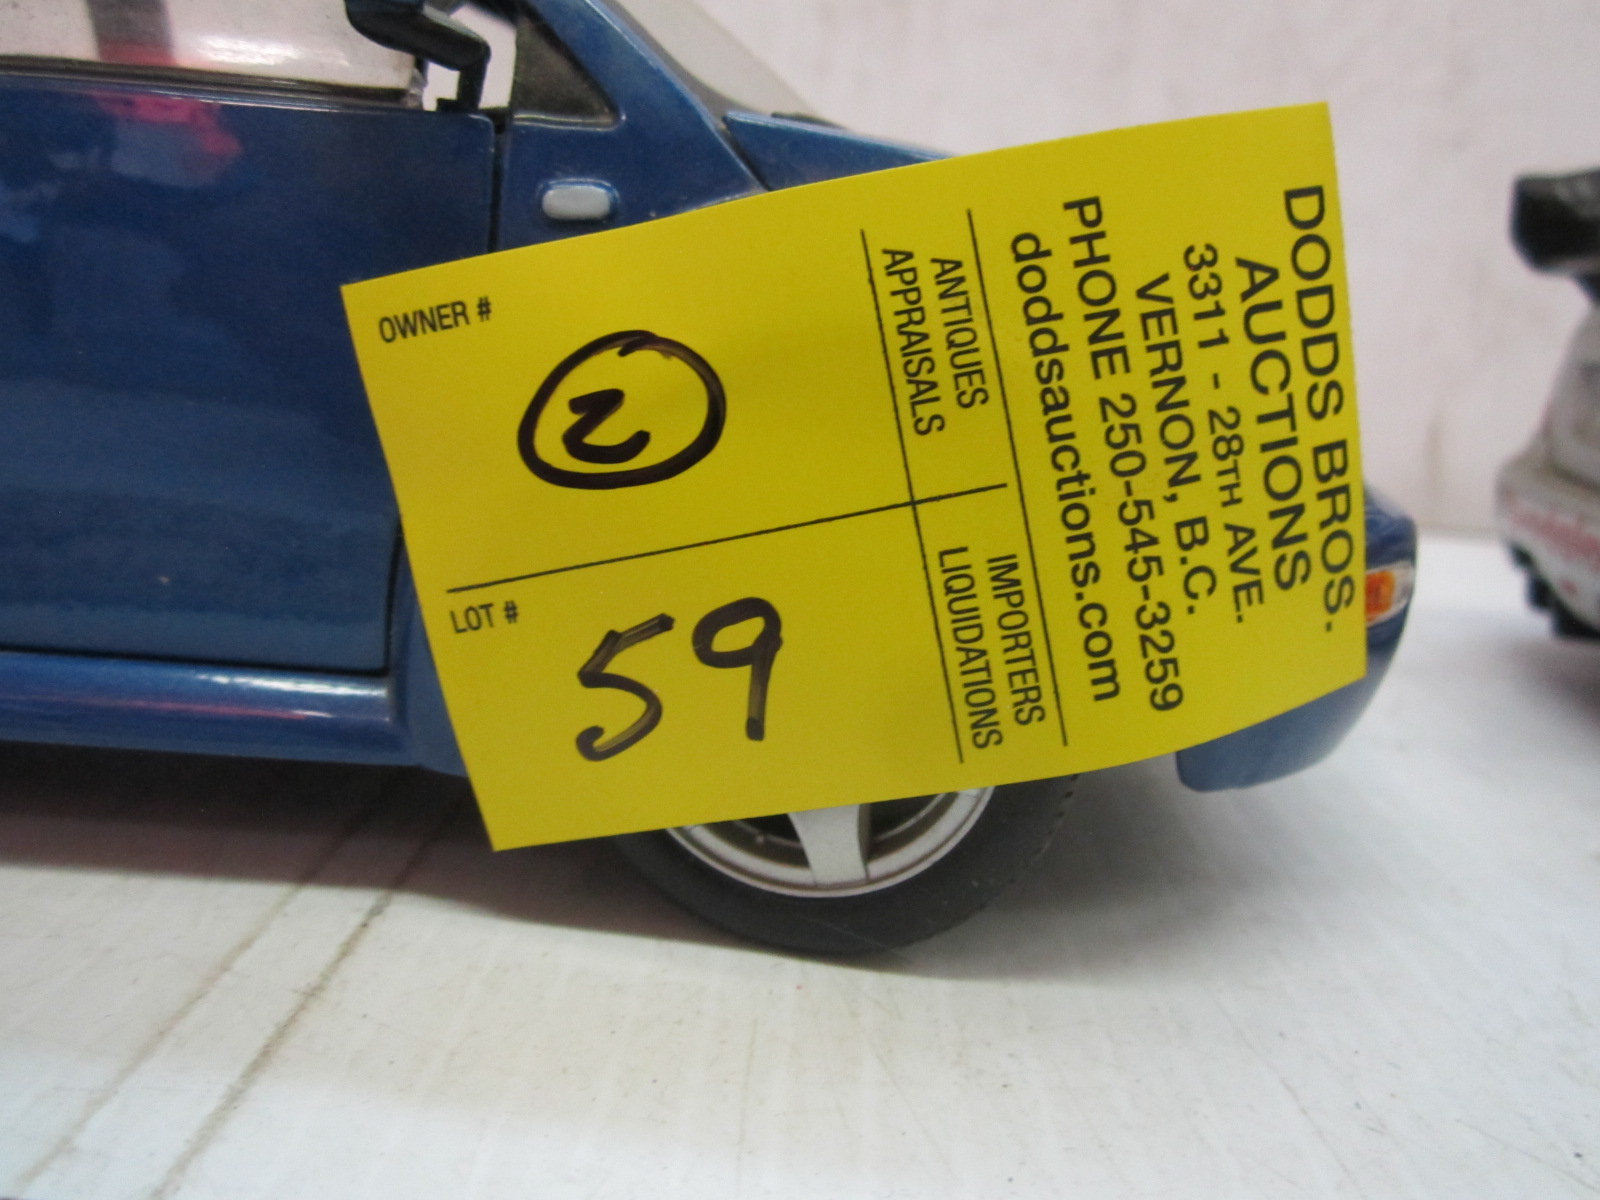 DODDS BROS.
AUCTIONS
3311 - 28TH AVE.
VERNON, B.C.
PHONE 250-545-3259
doddsauctions.com
ANTIQUES
APPRAISALS
IMPORTERS
LIQUIDATIONS
OWNER #
2
LOT #
59